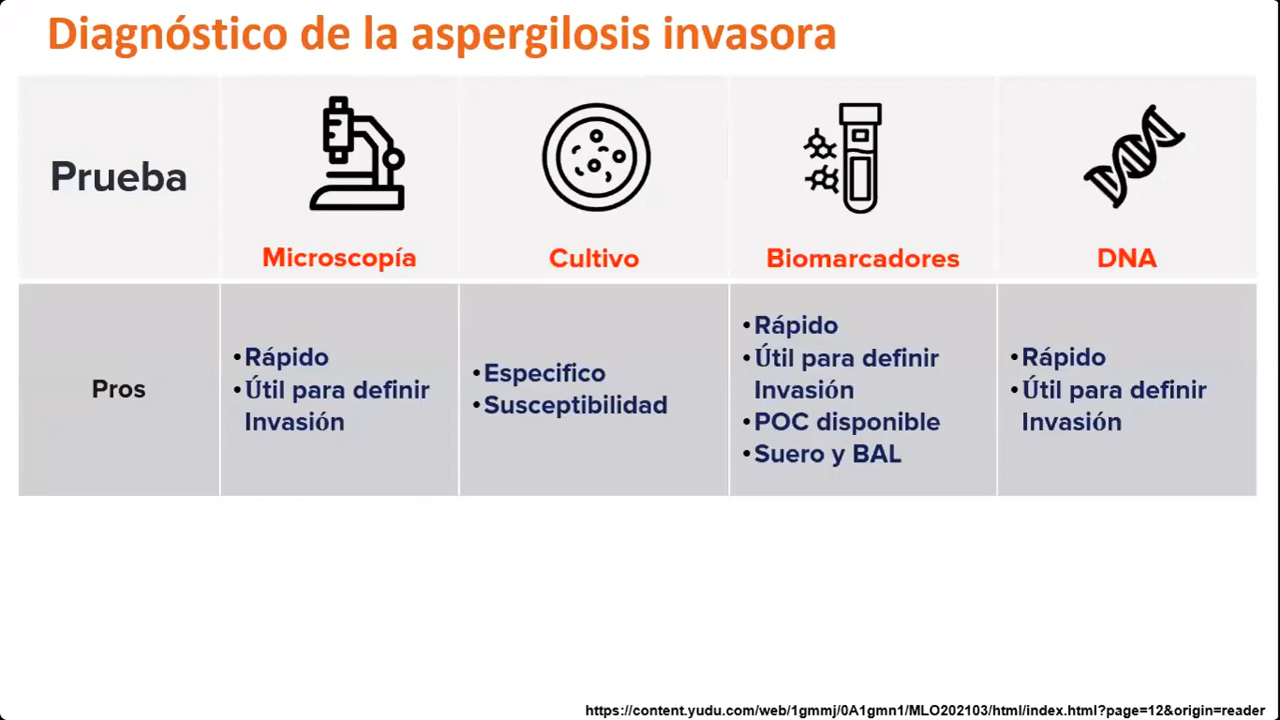 Diagnóstico de la aspergilosis invasora
Prueba
Microscopía
Cultivo
Biomarcadores
DNA
Pros
•Rápido
•Útil para definir
Invasión
•Especifico
•Susceptibilidad
•Rápido
•Útil para definir
Invasión
•POC disponible
•Suero y BAL
•Rápido
•Útil para definir
Invasión
https://content.yudu.com/web/1gmmj/0A1gmn1/MLO202103/html/index.html?page=12&origin=reader